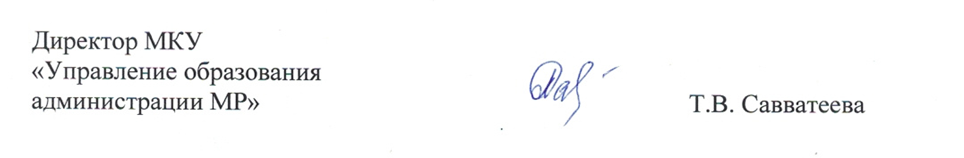 Директор МКУ
«Управление образования
администрации МР»
Т.В. Савватеева